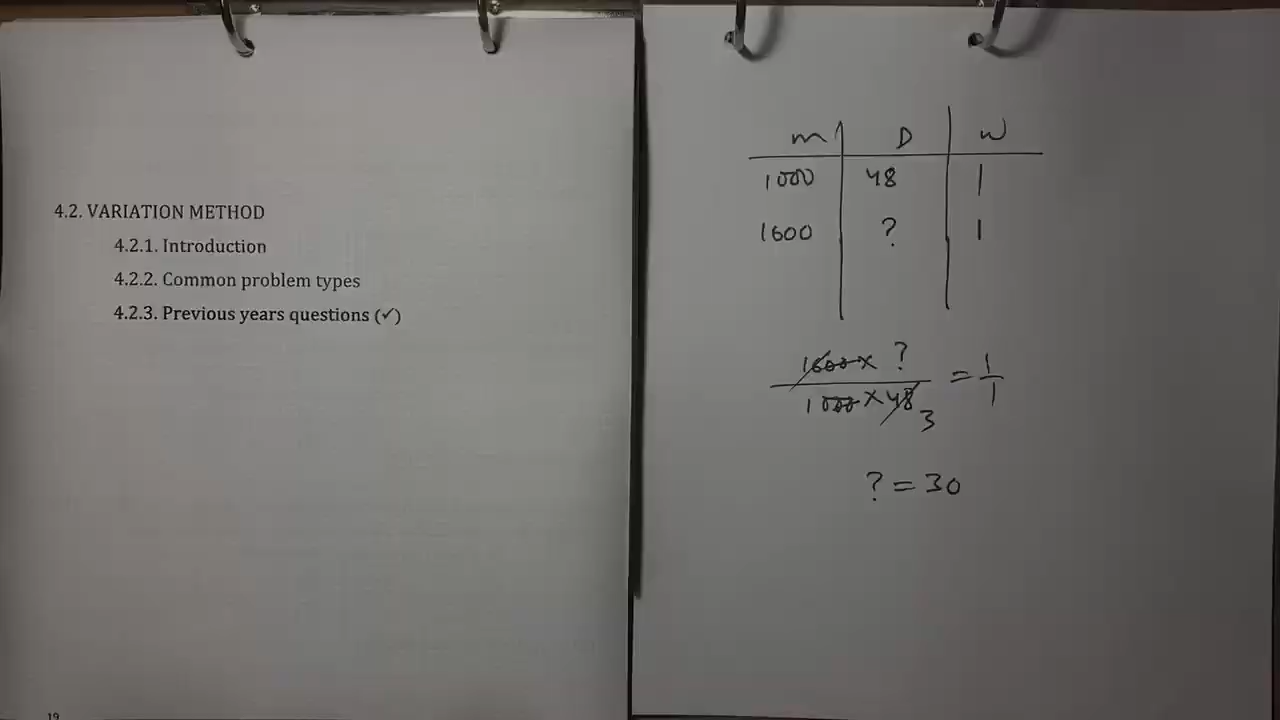 4.2. VARIATION METHOD
4.2.1. Introduction
4.2.2. Common problem types
4.2.3. Previous years questions (✓)
19
m D W
1000 48 1
1600 ? 1
1600 x ?
1000 x 48 3
= 1
1
? = 30